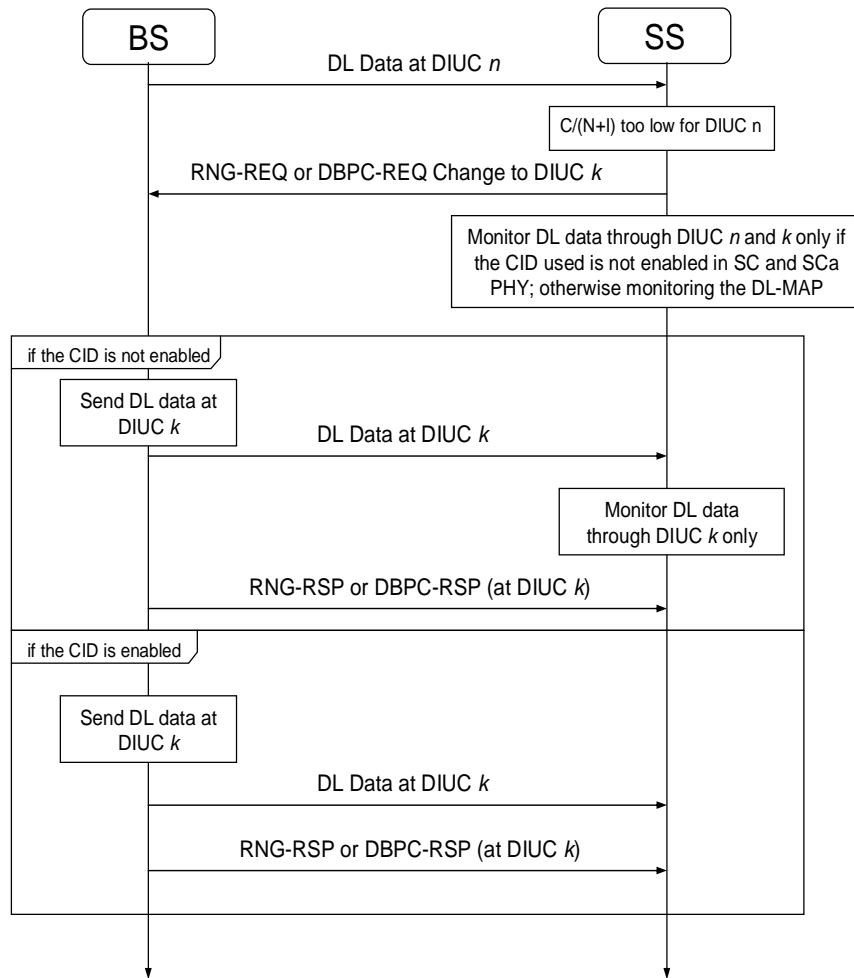 BS
SS
DL Data at DIUC n
C/(N+I) too low for DIUC n
RNG-REQ or DBPC-REQ Change to DIUC k
Monitor DL data through DIUC n and k only if
the CID used is not enabled in SC and SCa
PHY; otherwise monitoring the DL-MAP
if the CID is not enabled
Send DL data at
DIUC k
DL Data at DIUC k
Monitor DL data
through DIUC k only
RNG-RSP or DBPC-RSP (at DIUC k)
if the CID is enabled
Send DL data at
DIUC k
DL Data at DIUC k
RNG-RSP or DBPC-RSP (at DIUC k)